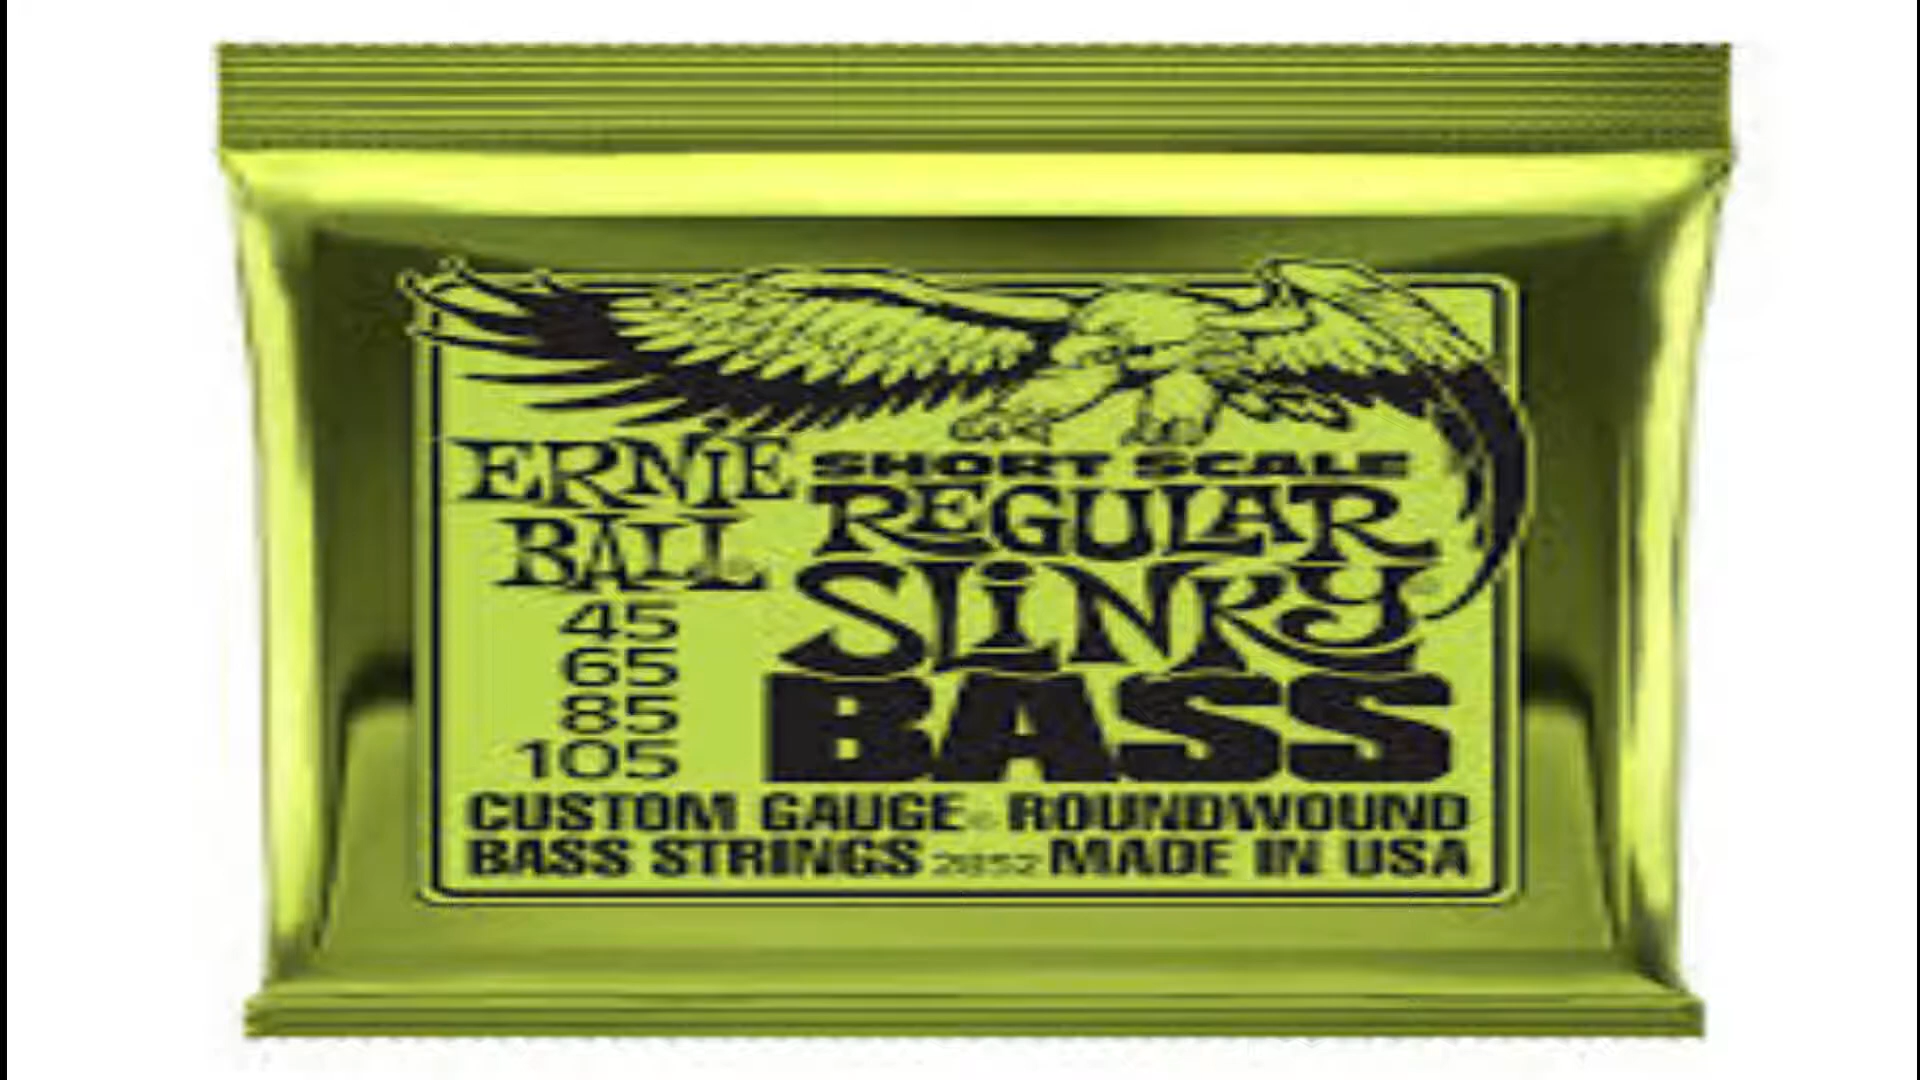 ERNiE
BALL
SHORT SCALE
REGULAR
SLiNKY
BASS
45
65
85
105
CUSTOM GAUGE ROUNDWOUND
BASS STRINGS 2852 MADE IN USA